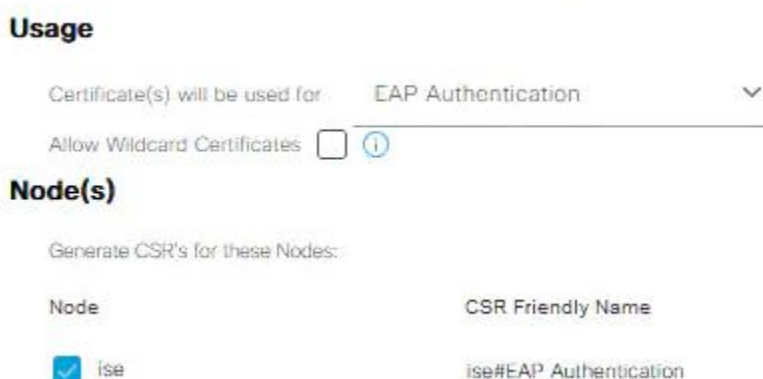 Usage
Certificate(s) will be used for EAP Authentication
Allow Wildcard Certificates
Node(s)
Generate CSR's for these Nodes:
Node CSR Friendly Name
ise ise#EAP Authentication